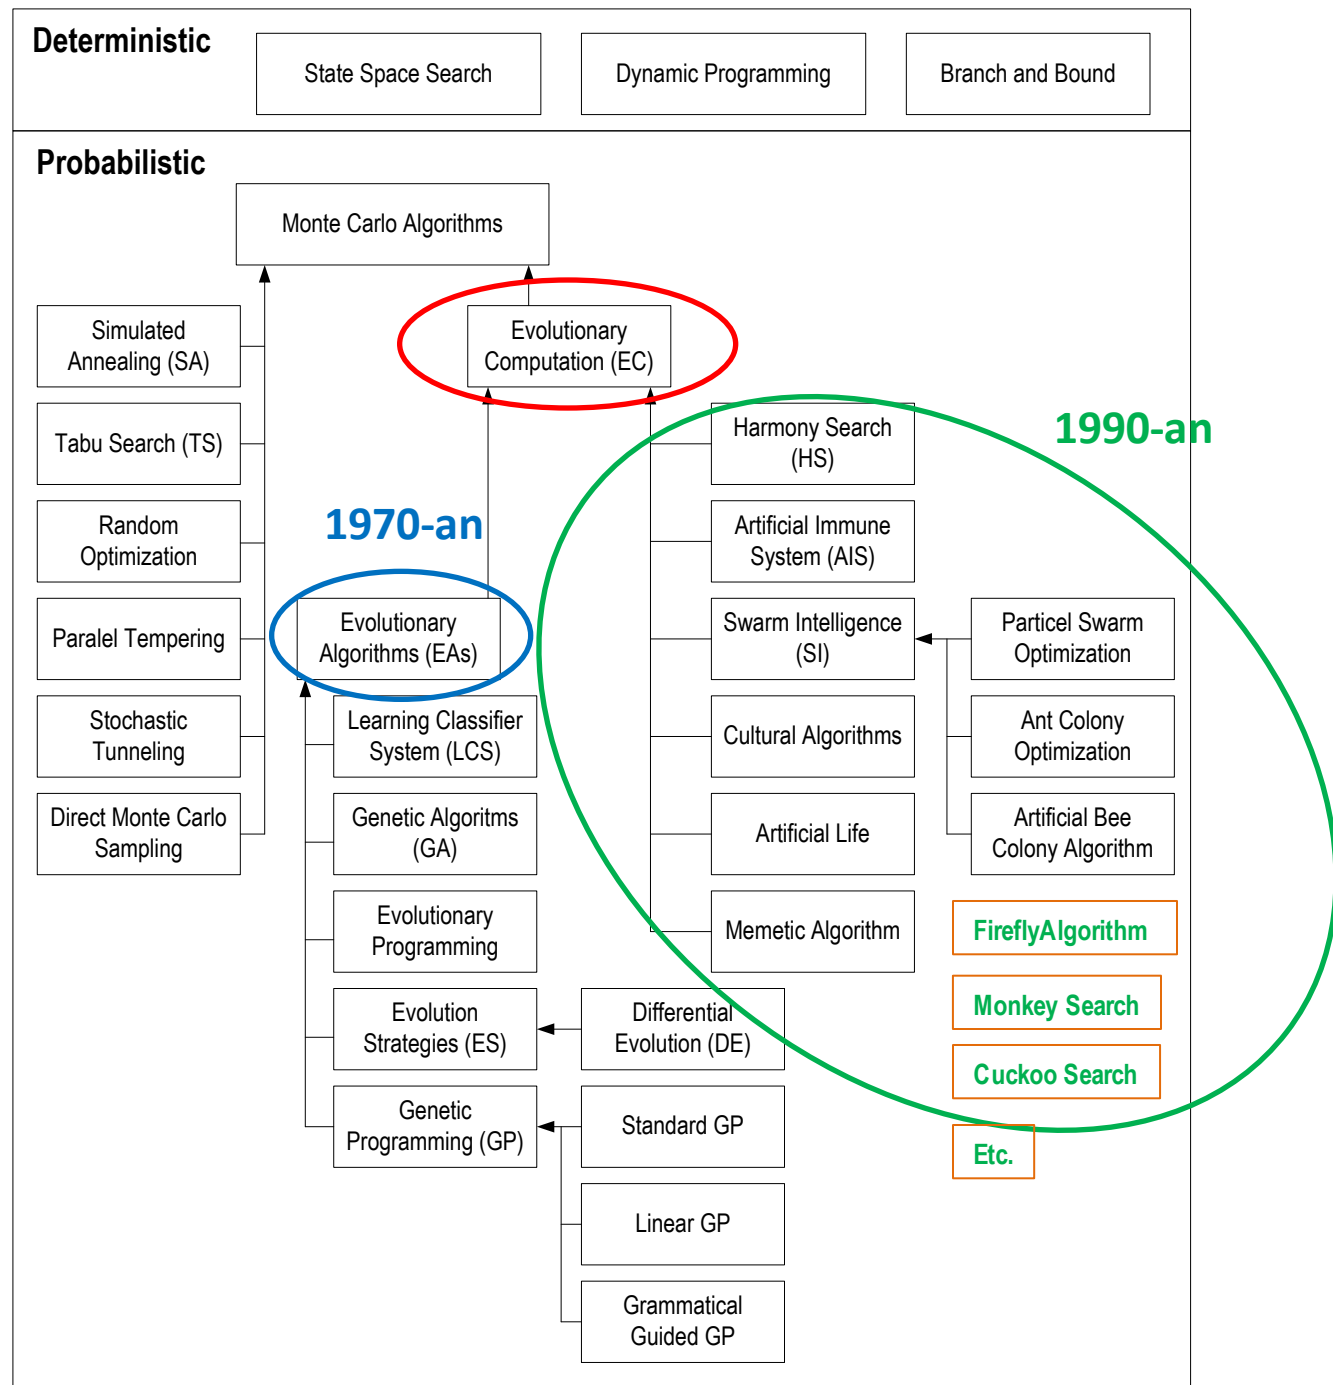 Deterministic
State Space Search
Dynamic Programming
Branch and Bound
Probabilistic
Monte Carlo Algorithms
Simulated
Annealing (SA)
Evolutionary
Computation (EC)
Tabu Search (TS)
Harmony Search
(HS)
1990-an
Random
Optimization
1970-an
Artificial Immune
System (AIS)
Paralel Tempering
Evolutionary
Algorithms (EAs)
Swarm Intelligence
(SI)
Particel Swarm
Optimization
Stochastic
Tunneling
Learning Classifier
System (LCS)
Cultural Algorithms
Ant Colony
Optimization
Direct Monte Carlo
Sampling
Genetic Algoritms
(GA)
Artificial Life
Artificial Bee
Colony Algorithm
Evolutionary
Programming
Memetic Algorithm
FireflyAlgorithm
Monkey Search
Evolution
Strategies (ES)
Differential
Evolution (DE)
Cuckoo Search
Genetic
Programming (GP)
Standard GP
Etc.
Linear GP
Grammatical
Guided GP